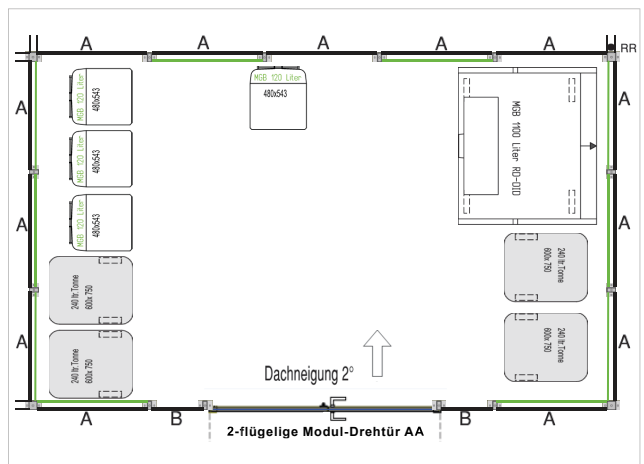 A A A A A
RR
MGB 120 Liter
480x543
MGB 120 Liter
480x543
MGB 120 Liter
480x543
MGB 120 Liter
480x543
MGB 1100 Liter RD-DID
A
A
A
A
A
A
240 ltr.Tonne
600x 750
240 ltr.Tonne
600x 750
240 ltr.Tonne
600x 750
240 ltr.Tonne
600x 750
Dachneigung 2°
A B B A
2-flügelige Modul-Drehtür AA